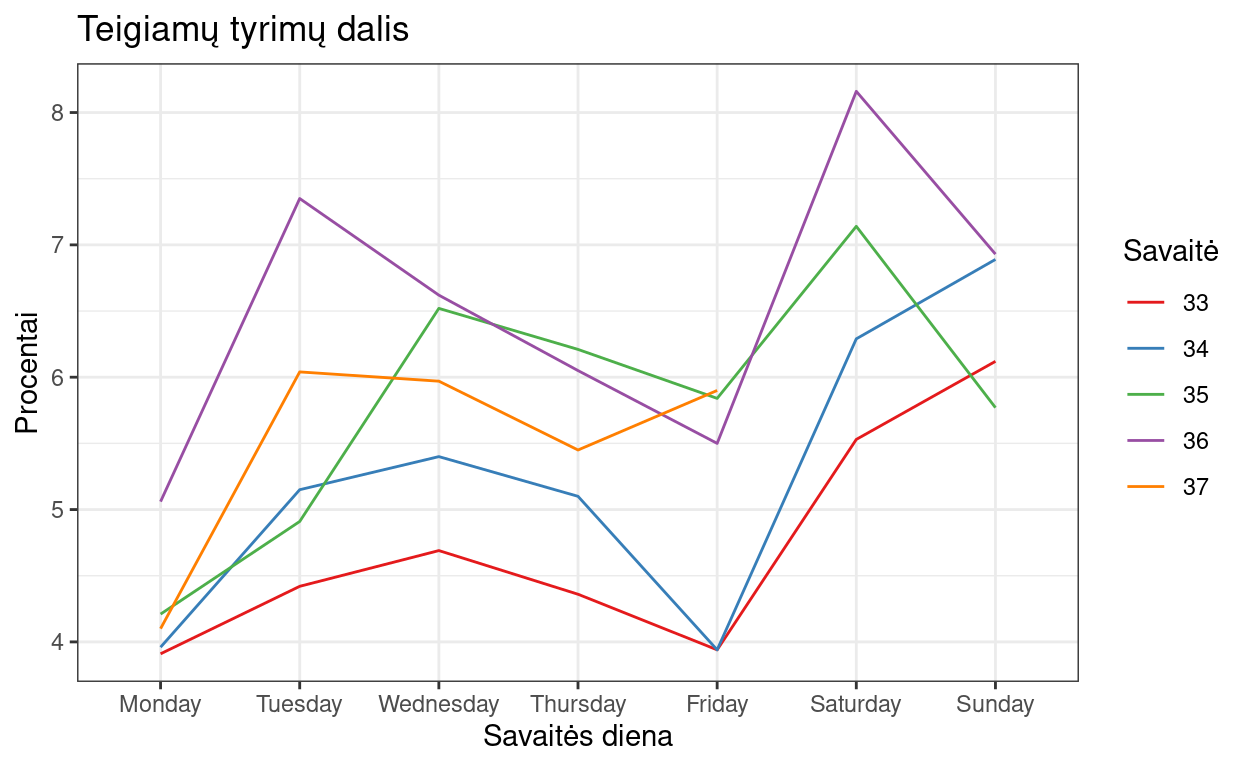 Teigiamų tyrimų dalis
Procentai
8
7
6
5
4
Monday Tuesday Wednesday Thursday Friday Saturday Sunday
Savaitės diena
Savaitė
33
34
35
36
37